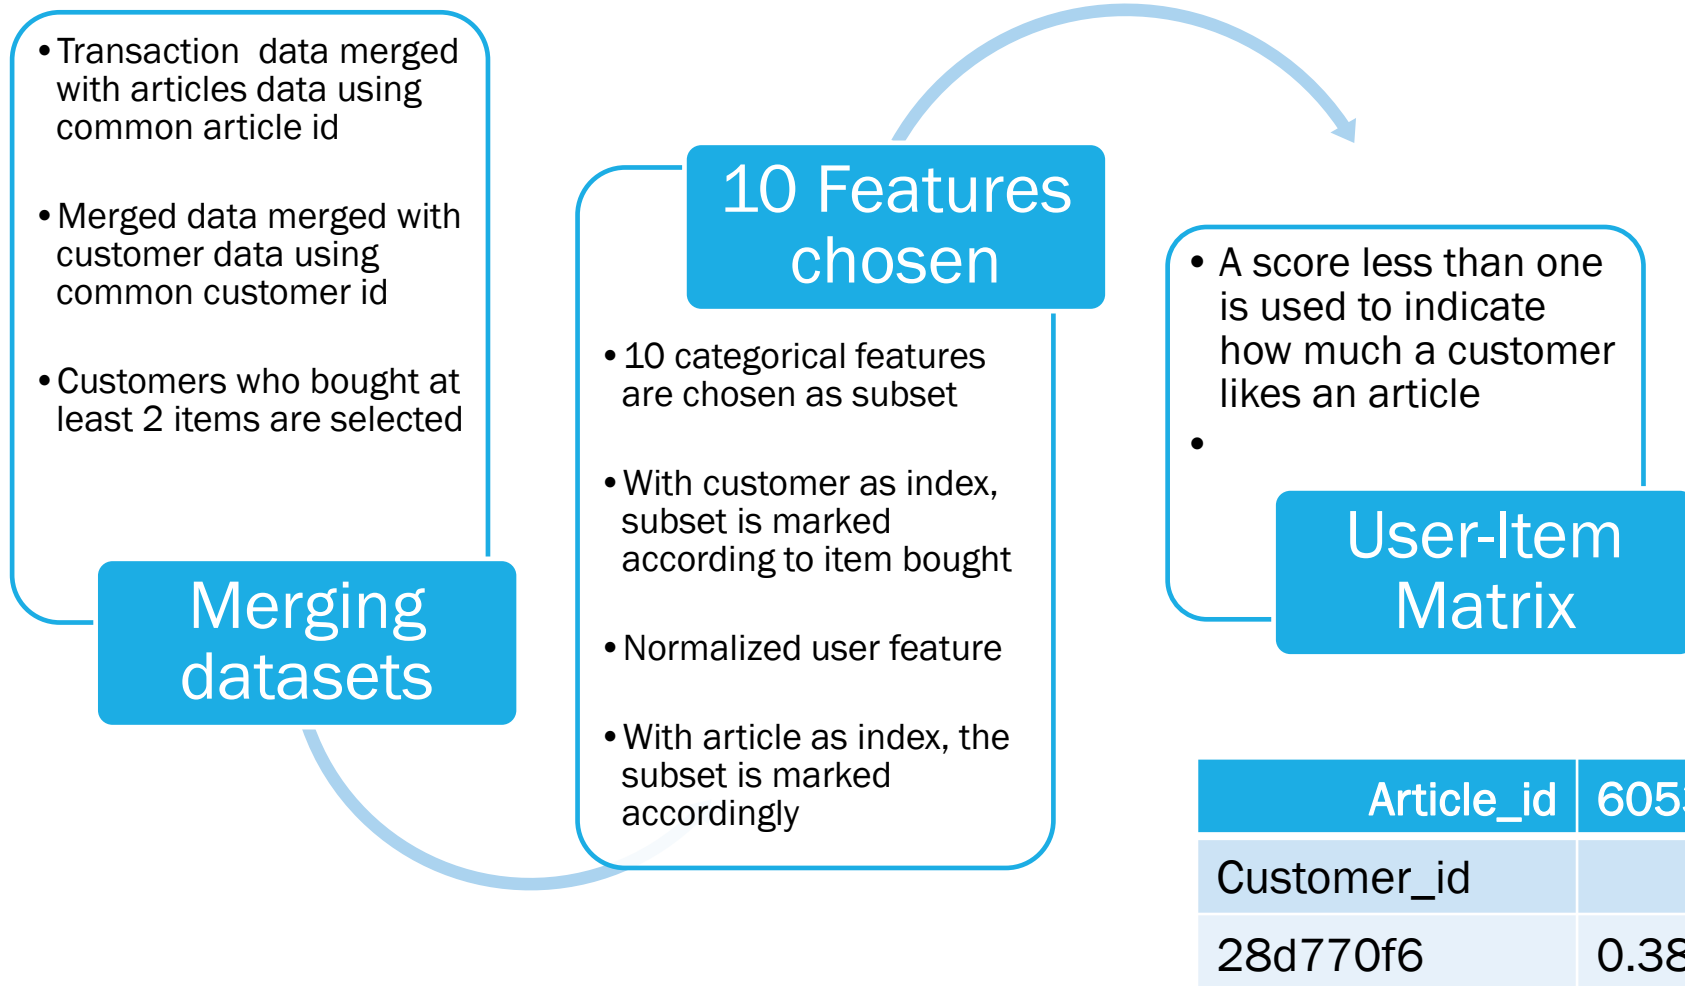 •Transaction data merged
with articles data using
common article id
•Merged data merged with
customer data using
common customer id
•Customers who bought at
least 2 items are selected
Merging
datasets
10 Features
chosen
•10 categorical features
are chosen as subset
•With customer as index,
subset is marked
according to item bought
•Normalized user feature
•With article as index, the
subset is marked
accordingly
• A score less than one
is used to indicate
how much a customer
likes an article
•
User-Item
Matrix
Article_id
Customer_id
28d770f6